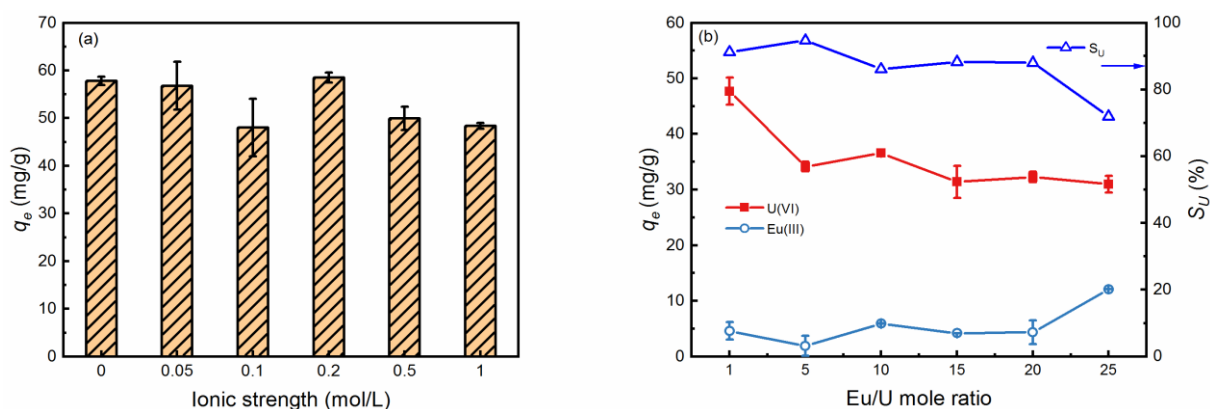 (a)
70
60
50
40
30
20
10
0
qe (mg/g)
0 0.05 0.1 0.2 0.5 1
Ionic strength (mol/L)
(b)
60
50
40
30
20
10
0
qe (mg/g)
SU
U(VI)
Eu(III)
100
80
60
40
20
0
SU (%)
1 5 10 15 20 25
Eu/U mole ratio